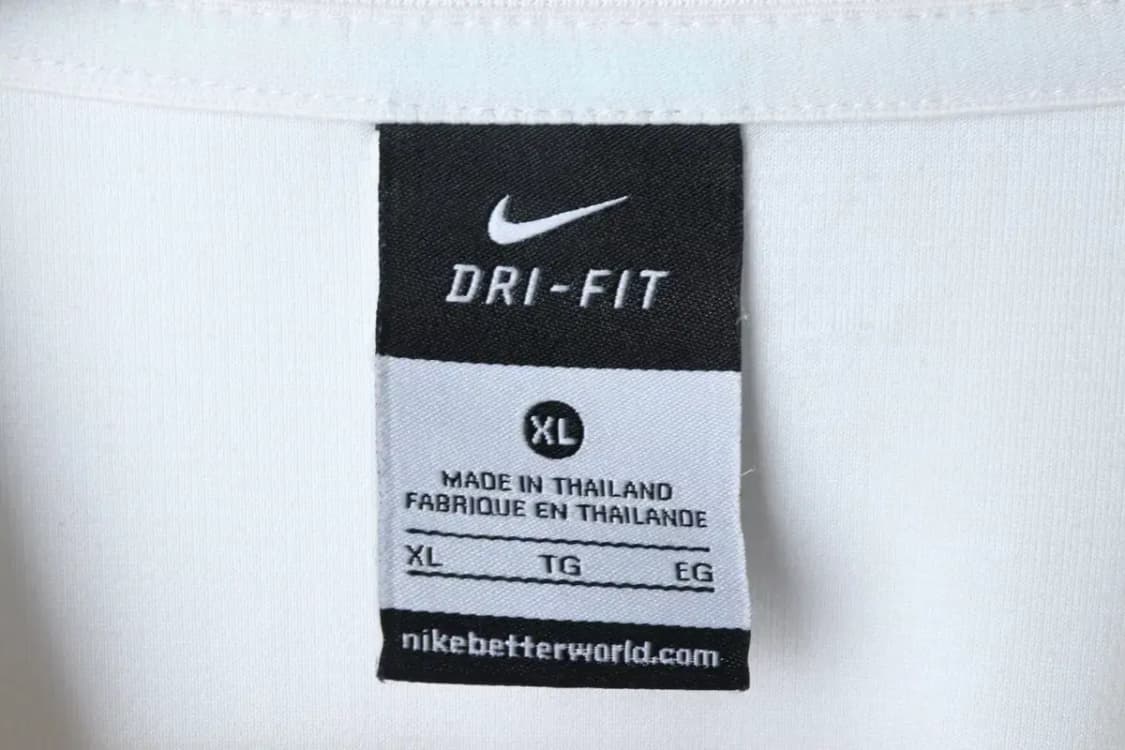 DRI-FIT
XL
MADE IN THAILAND
FABRIQUE EN THAILANDE
XL TG EG
nikebetterworld.com